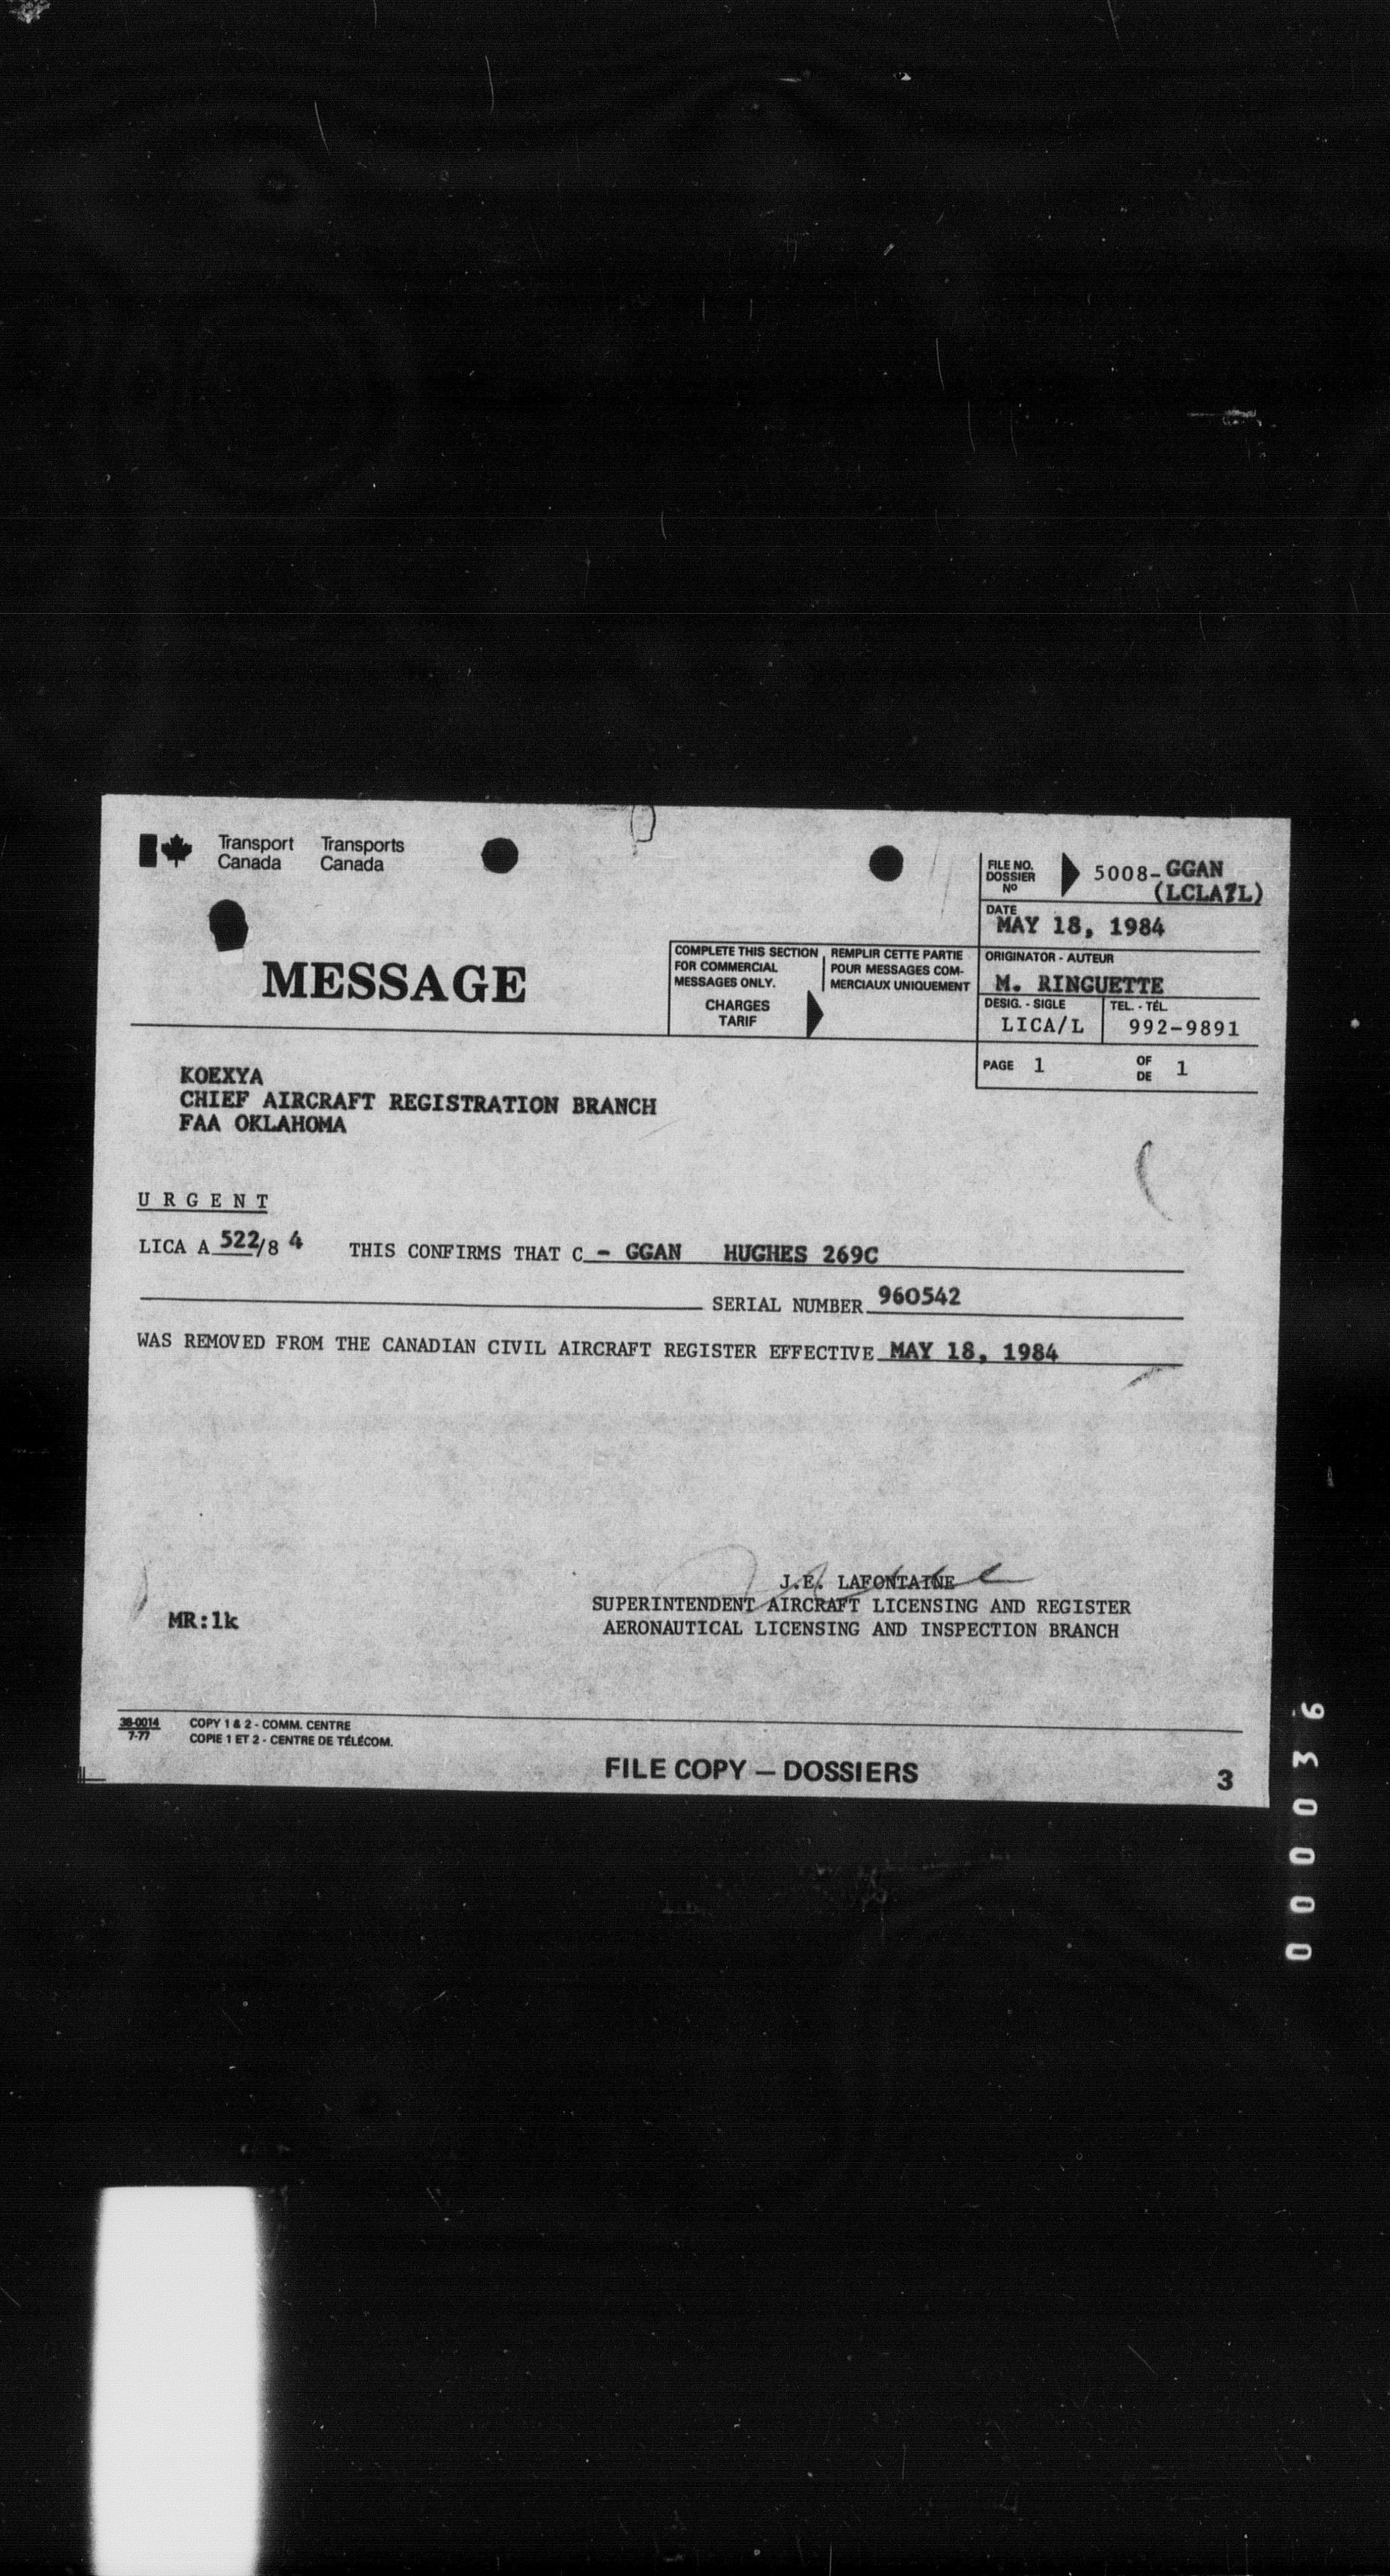 Transport Canada
Transports Canada
FILE NO.
DOSSIER
Nº
5008-GGAN
(LCLA7L)
DATE
MAY 18, 1984
MESSAGE
COMPLETE THIS SECTION
FOR COMMERCIAL
MESSAGES ONLY.
REMPLIR CETTE PARTIE
POUR MESSAGES COM-
MERCIAUX UNIQUEMENT
CHARGES
TARIF
ORIGINATOR - AUTEUR
M. RINGUETTE
DESIG. - SIGLE
LICA/L
TEL. - TÉL.
992-9891
PAGE 1 OF DE 1
KOEXYA
CHIEF AIRCRAFT REGISTRATION BRANCH
FAA OKLAHOMA
URGENT
LICA A 522/84 THIS CONFIRMS THAT C - GGAN HUGHES 269C
SERIAL NUMBER 960542
WAS REMOVED FROM THE CANADIAN CIVIL AIRCRAFT REGISTER EFFECTIVE MAY 18, 1984
J.E. LAFONTAINE
SUPERINTENDENT AIRCRAFT LICENSING AND REGISTER
AERONAUTICAL LICENSING AND INSPECTION BRANCH
MR:lk
38-0014
7-77
COPY 1 & 2 - COMM. CENTRE
COPIE 1 ET 2 - CENTRE DE TÉLÉCOM.
FILE COPY — DOSSIERS
3
000036